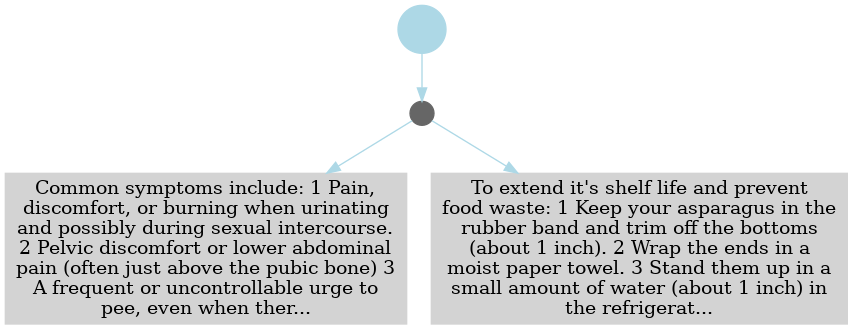 Common symptoms include: 1 Pain,
discomfort, or burning when urinating
and possibly during sexual intercourse.
2 Pelvic discomfort or lower abdominal
pain (often just above the pubic bone) 3
A frequent or uncontrollable urge to
pee, even when ther...
To extend it's shelf life and prevent
food waste: 1 Keep your asparagus in the
rubber band and trim off the bottoms
(about 1 inch). 2 Wrap the ends in a
moist paper towel. 3 Stand them up in a
small amount of water (about 1 inch) in
the refrigerat...